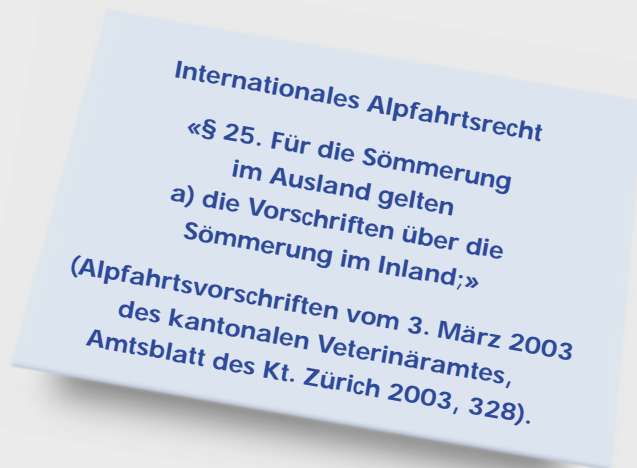 Internationales Alpfahrtsrecht
«§ 25. Für die Sömmerung
im Ausland gelten
a) die Vorschriften über die
Sömmerung im Inland;»
(Alpfahrtsvorschriften vom 3. März 2003
des kantonalen Veterinäramtes,
Amtsblatt des Kt. Zürich 2003, 328).